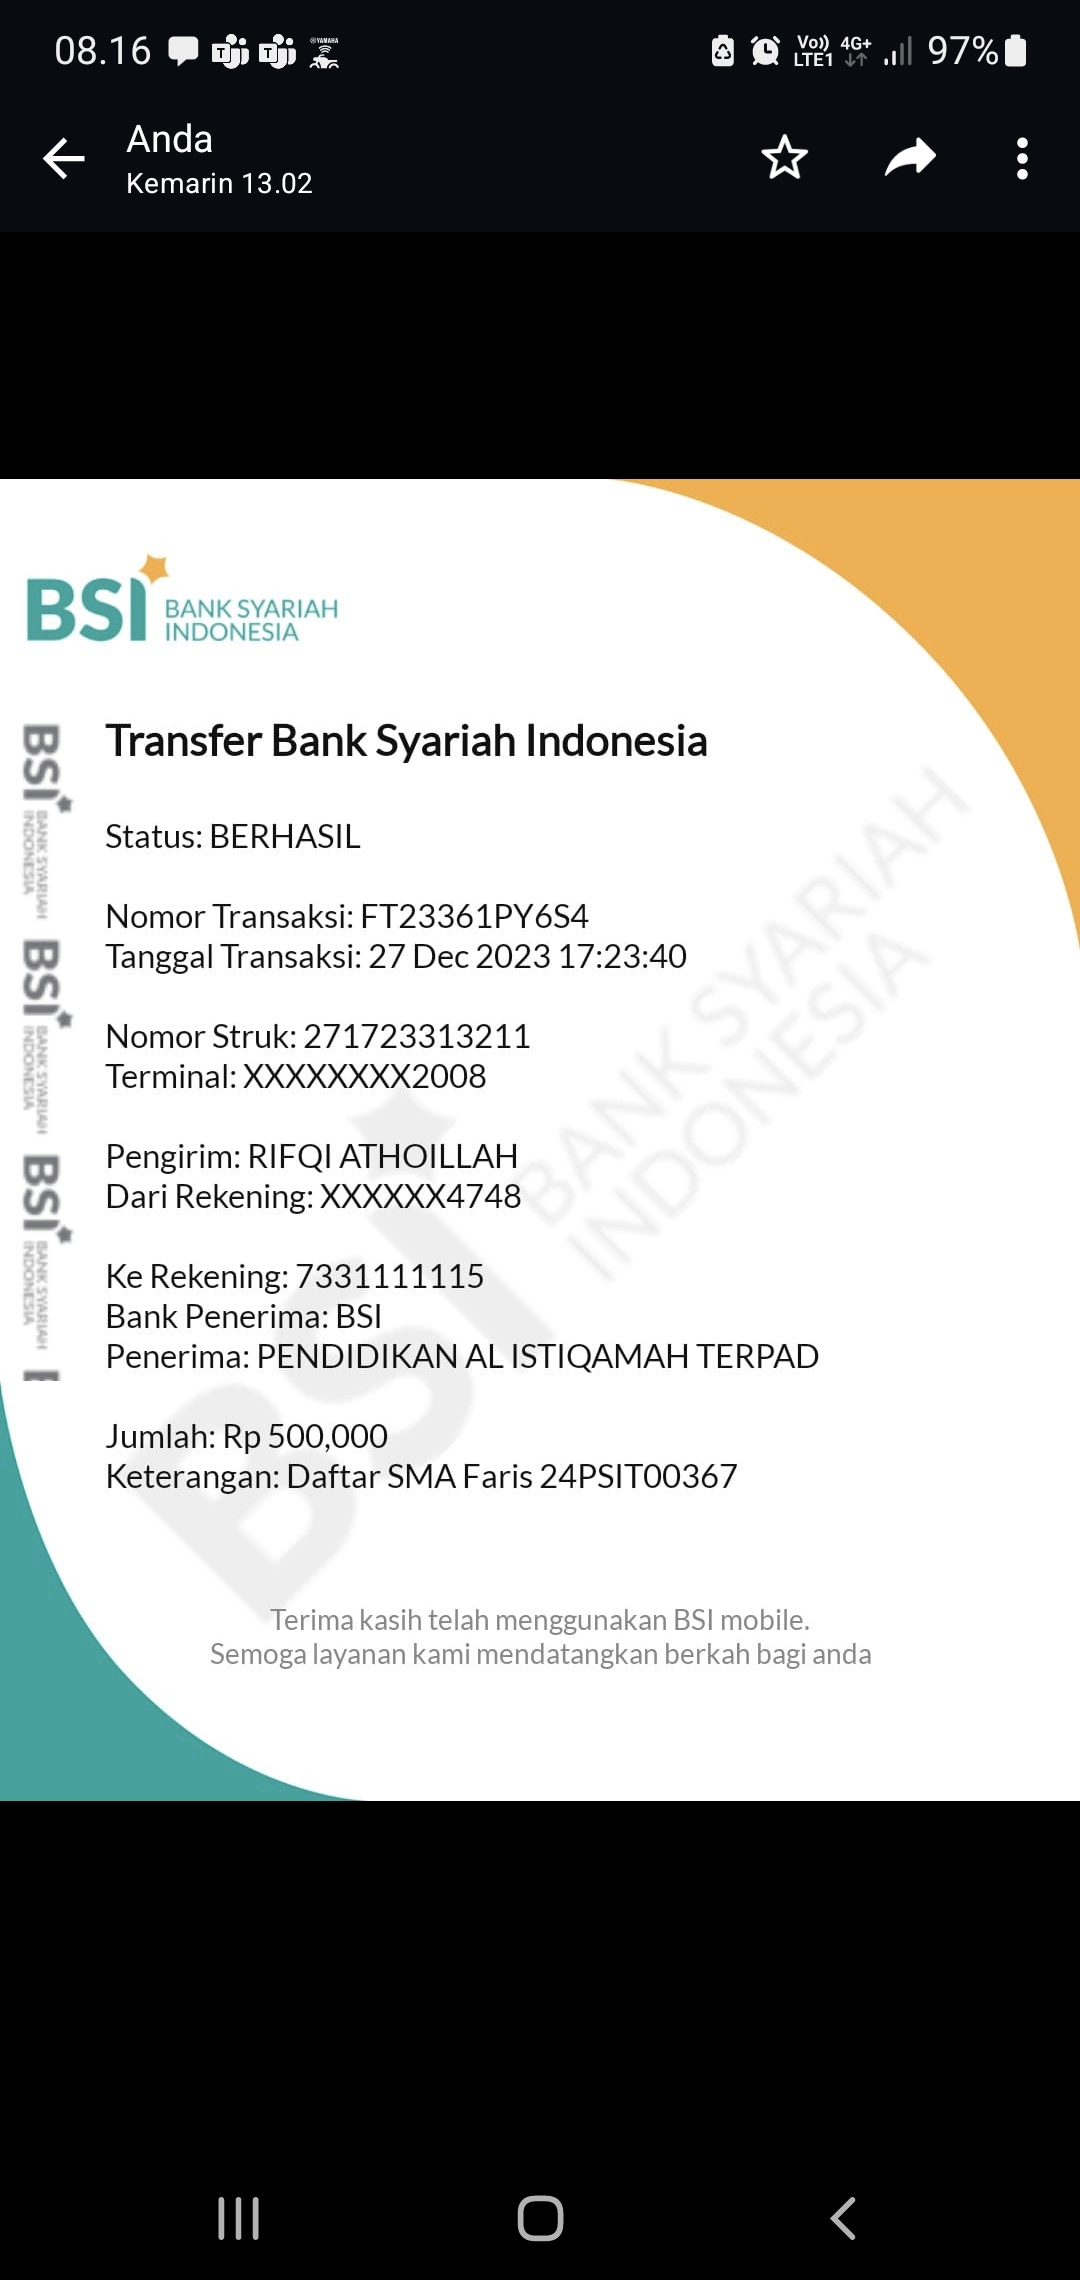 08.16
YAMAHA
Vo)) LTE1
4G+
97%
Anda
Kemarin 13.02
BSI BANK SYARIAH
INDONESIA
Transfer Bank Syariah Indonesia
Status: BERHASIL
Nomor Transaksi: FT23361PY6S4
Tanggal Transaksi: 27 Dec 2023 17:23:40
Nomor Struk: 271723313211
Terminal: XXXXXXXX2008
Pengirim: RIFQI ATHOILLAH
Dari Rekening: XXXXXX4748
Ke Rekening: 7331111115
Bank Penerima: BSI
Penerima: PENDIDIKAN AL ISTIQAMAH TERPAD
Jumlah: Rp 500,000
Keterangan: Daftar SMA Faris 24PSIT00367
Terima kasih telah menggunakan BSI mobile.
Semoga layanan kami mendatangkan berkah bagi anda
BSI BANK SYARIAH
INDONESIA
BSI BANK SYARIAH
INDONESIA
BSI BANK SYARIAH
INDONESIA
BSI BANK SYARIAH
INDONESIA